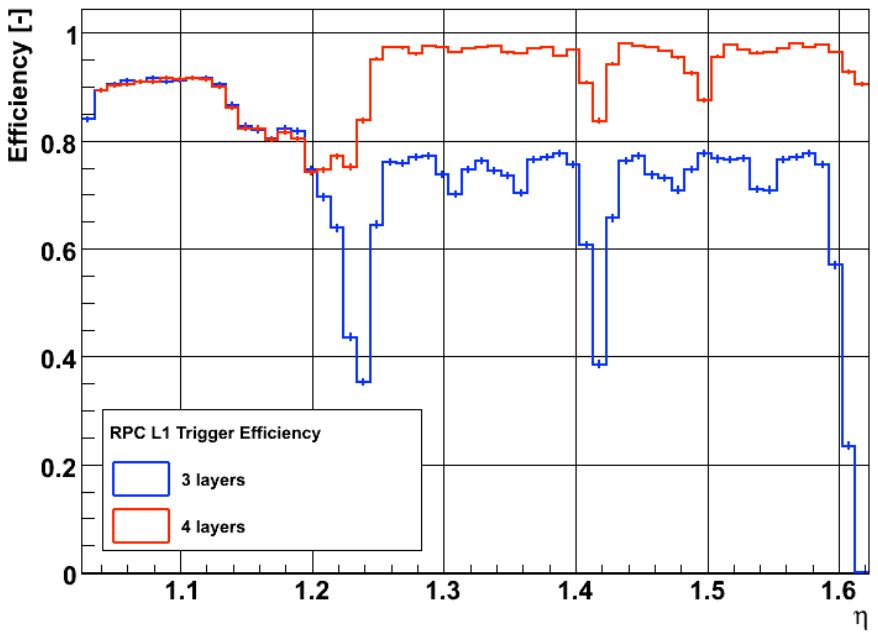 Efficiency [-]
1
0.8
0.6
0.4
0.2
0
RPC L1 Trigger Efficiency
3 layers
4 layers
1.1 1.2 1.3 1.4 1.5 1.6
η